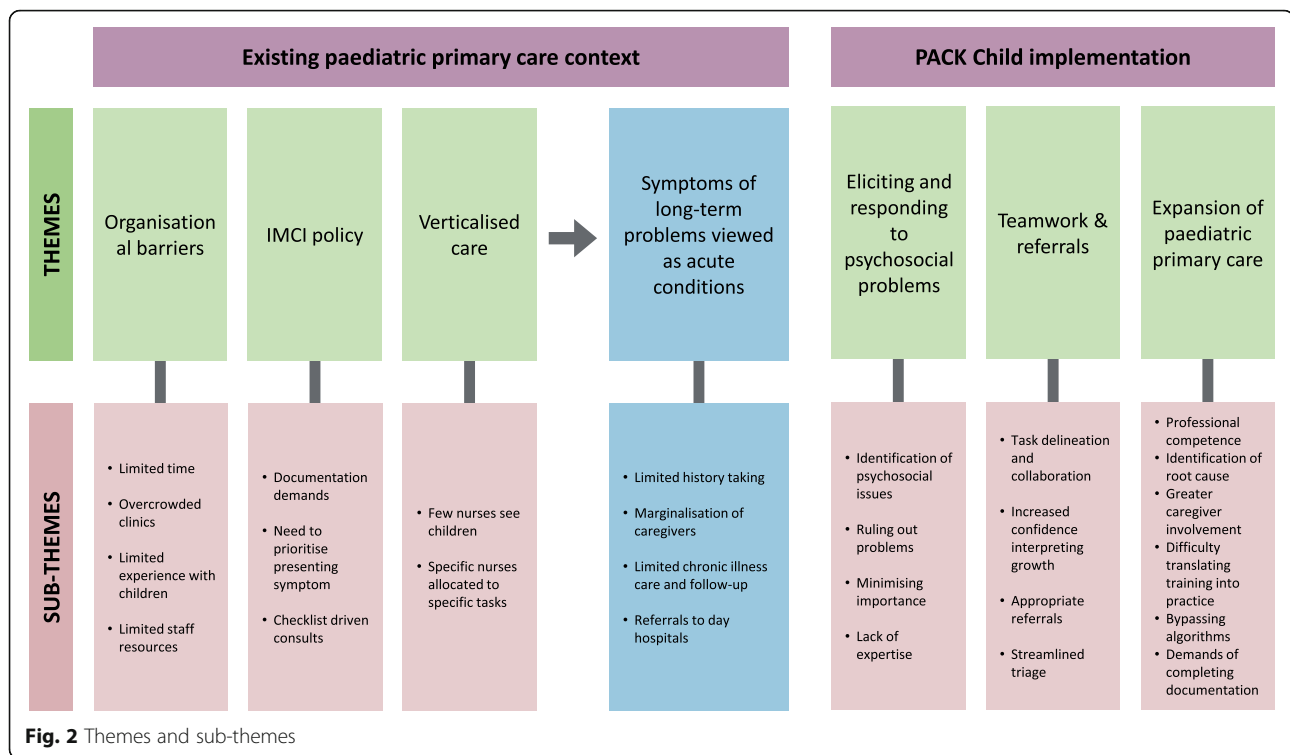 Existing paediatric primary care context
PACK Child implementation
THEMES
Organisation
al barriers
IMCI policy
Verticalised
care
Symptoms of
long-term
problems viewed
as acute
conditions
Eliciting and
responding
to
psychosocial
problems
Teamwork &
referrals
Expansion of
paediatric
primary care
SUB-THEMES
• Limited time
• Overcrowded
clinics
• Limited
experience with
children
• Limited staff
resources
• Documentation
demands
• Need to
prioritise
presenting
symptom
• Checklist driven
consults
• Few nurses see
children
• Specific nurses
allocated to
specific tasks
• Limited history taking
• Marginalisation of
caregivers
• Limited chronic illness
care and follow-up
• Referrals to day
hospitals
• Identification of
psychosocial
issues
• Ruling out
problems
• Minimising
importance
• Lack of
expertise
• Task delineation
and
collaboration
• Increased
confidence
interpreting
growth
• Appropriate
referrals
• Streamlined
triage
• Professional
competence
• Identification of
root cause
• Greater
caregiver
involvement
• Difficulty
translating
training into
practice
• Bypassing
algorithms
• Demands of
completing
documentation
Fig. 2 Themes and sub-themes